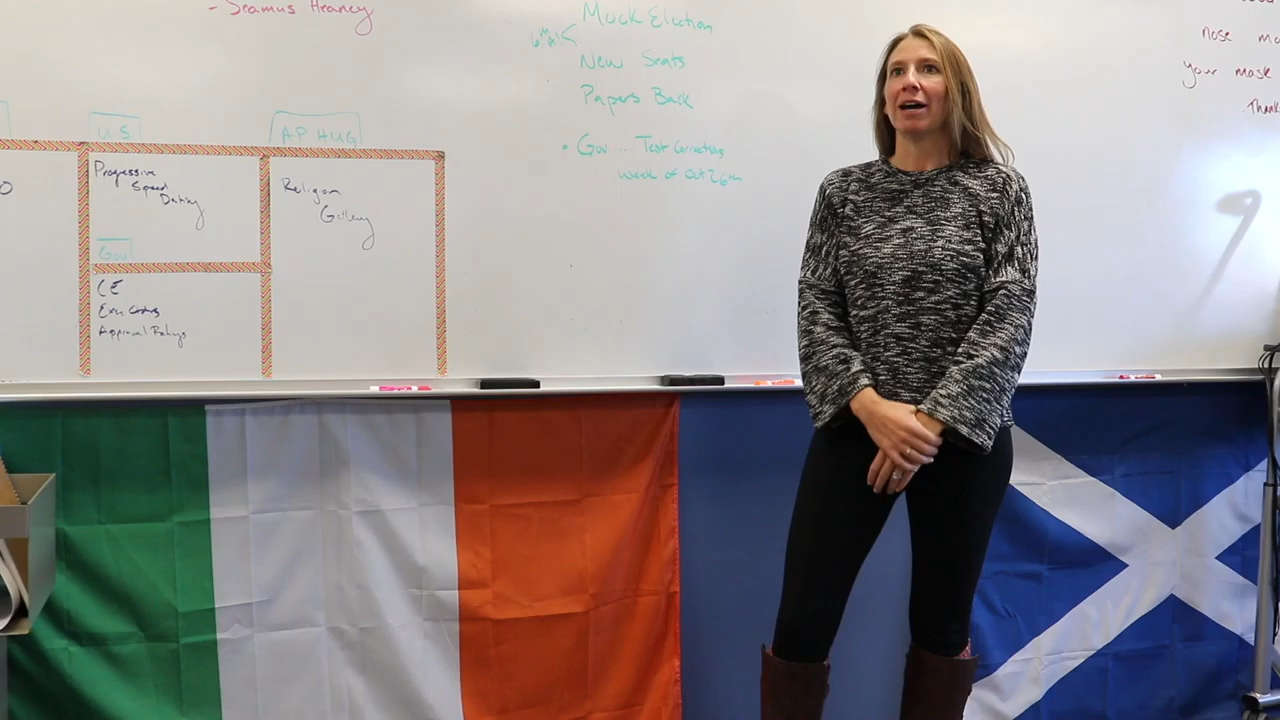 - Seamus Heaney
Mock Election
New Seats
Papers Back
• Gov... Test Corrections
Week of Oct 26th
U.S
Progressive
Speed
Dating
Gov
CE
Approval Ratings
AP HUG
Religion
Gallery
nose
your mask
Thank